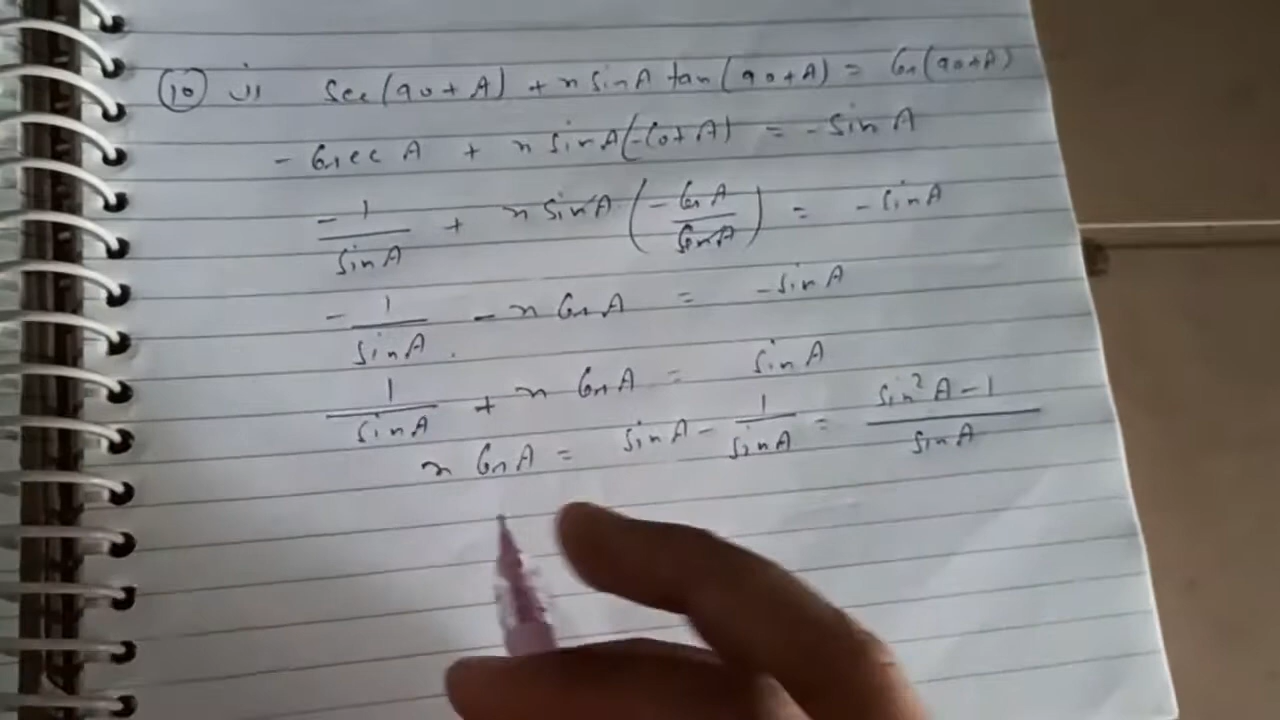 (10) ii) sec(90+A) + x sinA tan(90+A) = Cos(90+A)
- Cosec A + x sinA(-Cot A) = - sin A
-1/sinA + x sinA (-CosA/sinA) = - sinA
- 1/sinA - x CosA = -sinA
1/sinA + x CosA = sinA
x CosA = sinA - 1/sinA = sin²A-1/sinA